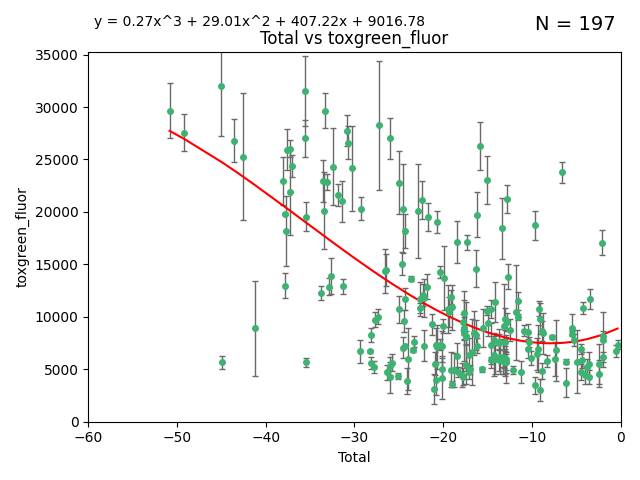 y = 0.27x^3 + 29.01x^2 + 407.22x + 9016.78
N = 197
Total vs toxgreen_fluor
35000
30000
25000
20000
15000
10000
5000
0
toxgreen_fluor
−60 −50 −40 −30 −20 −10 0
Total